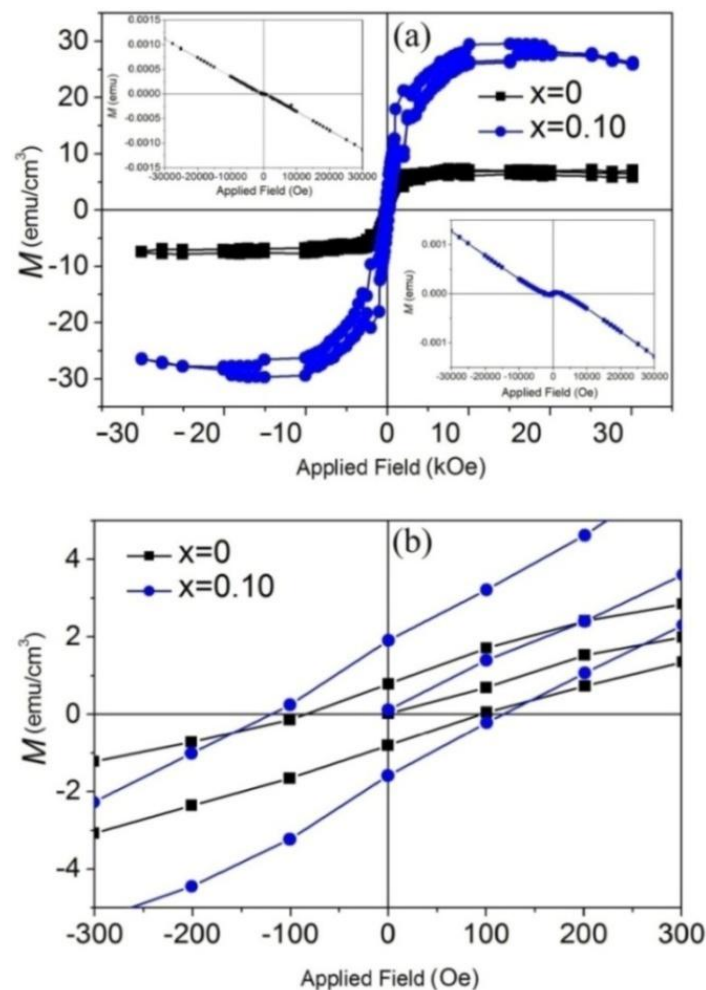 (a)
M (emu/cm³)
30
20
10
0
−10
−20
−30
−30
−20
−10
0
10
20
30
Applied Field (kOe)
x=0
x=0.10
M (emu)
0.0015
0.0010
0.0005
0.0000
-0.0005
-0.0010
-0.0015
-30000 -20000 -10000 0 10000 20000 30000
Applied Field (Oe)
M (emu)
0.001
0.000
-0.001
-30000 -20000 -10000 0 10000 20000 30000
Applied Field (Oe)
(b)
x=0
x=0.10
M (emu/cm³)
4
2
0
-2
-4
-300 -200 -100 0 100 200 300
Applied Field (Oe)